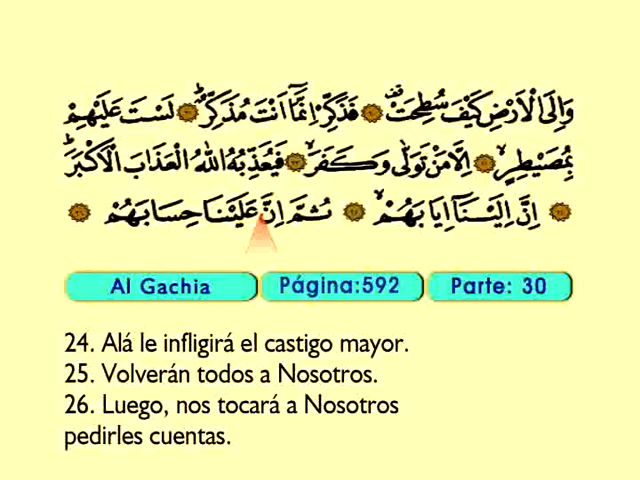 وَاِلَى الْاَرْضِ كَيْفَ سُطِحَتْ فَذَكِّرْ اِنَّمَٓا اَنْتَ مُذَكِّرٌ لَسْتَ عَلَيْهِمْ
بِمُصَيْطِرٍ اِلَّا مَنْ تَوَلّٰى وَكَفَرَ فَيُعَذِّبُهُ اللّٰهُ الْعَذَابَ الْاَكْبَرَ
اِنَّ اِلَيْنَٓا اِيَابَهُمْ ثُمَّ اِنَّ عَلَيْنَا حِسَابَهُمْ
Al Gachia Página:592 Parte: 30
24. Alá le infligirá el castigo mayor.
25. Volverán todos a Nosotros.
26. Luego, nos tocará a Nosotros
pedirles cuentas.